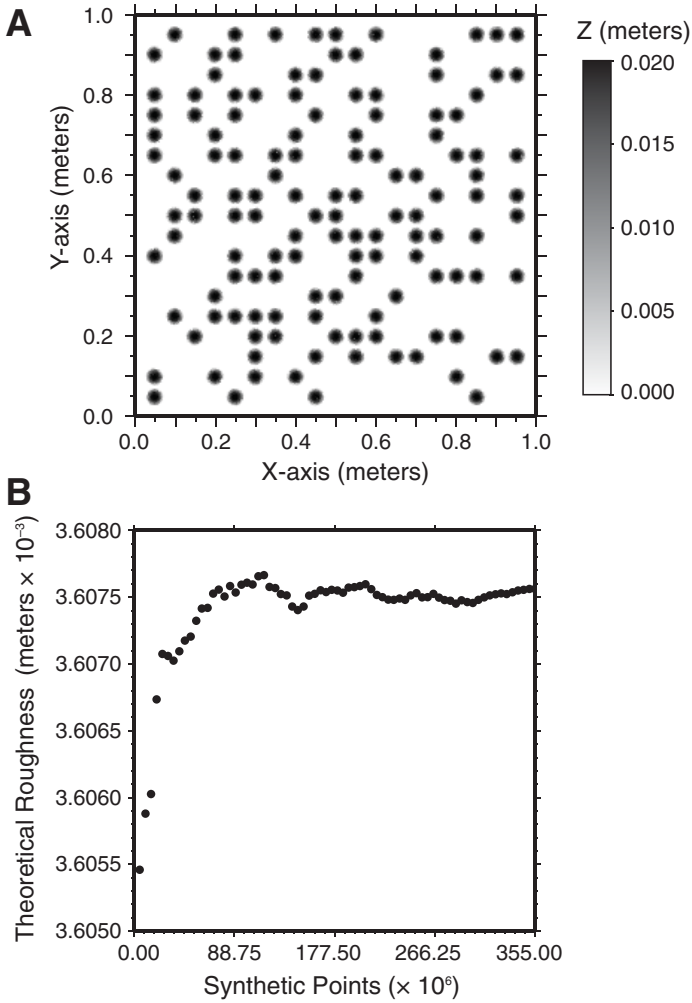 A
1.0
0.8
0.6
0.4
0.2
0.0
Y-axis (meters)
0.0 0.2 0.4 0.6 0.8 1.0
X-axis (meters)
Z (meters)
0.020
0.015
0.010
0.005
0.000
B
3.6080
3.6075
3.6070
3.6065
3.6060
3.6055
3.6050
Theoretical Roughness (meters × 10⁻³)
0.00 88.75 177.50 266.25 355.00
Synthetic Points (× 10⁶)